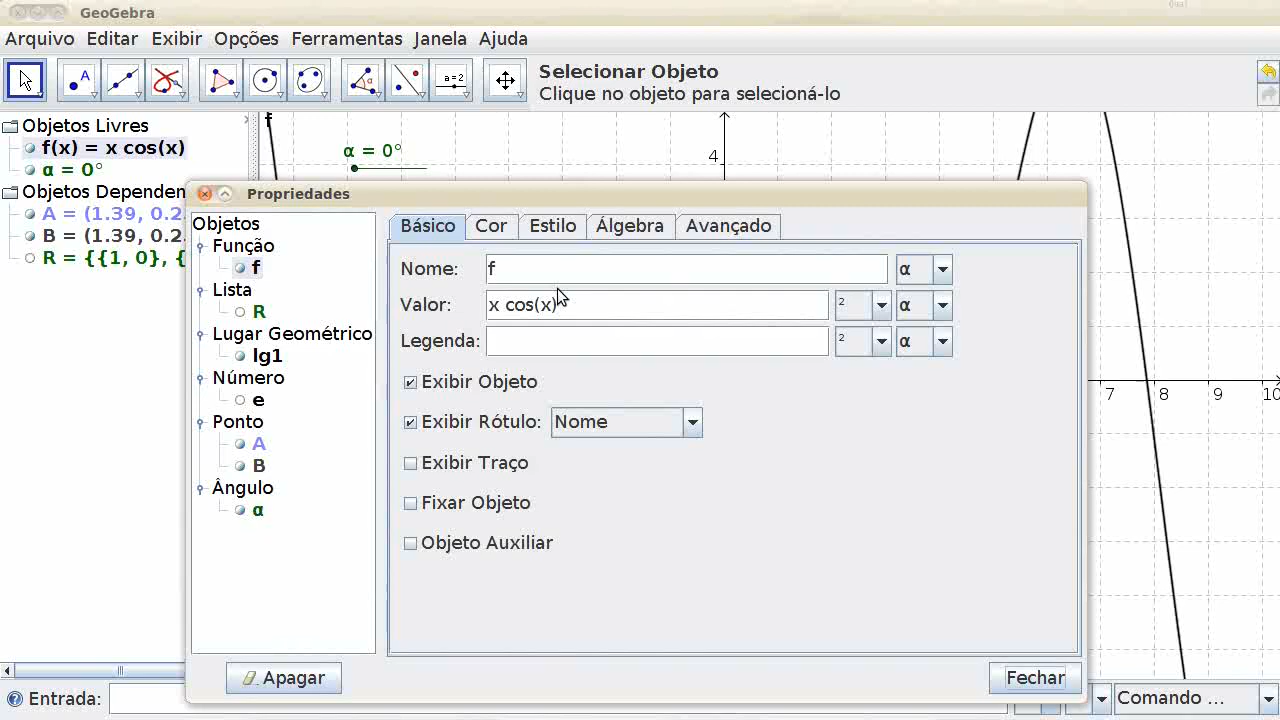 GeoGebra
Arquivo Editar Exibir Opções Ferramentas Janela Ajuda
A
α
a=2
Selecionar Objeto
Clique no objeto para selecioná-lo
Objetos Livres
f(x) = x cos(x)
α = 0°
Objetos Dependen
A = (1.39, 0.2
B = (1.39, 0.2
R = {{1, 0}, {
f
α = 0°
4
7 8 9 10
Propriedades
Objetos
Função
f
Lista
R
Lugar Geométrico
lg1
Número
e
Ponto
A
B
Ângulo
α
Básico Cor Estilo Álgebra Avançado
Nome: f α
Valor: x cos(x) 2 α
Legenda: 2 α
Exibir Objeto
Exibir Rótulo: Nome
Exibir Traço
Fixar Objeto
Objeto Auxiliar
Apagar Fechar
Entrada: Comando ...